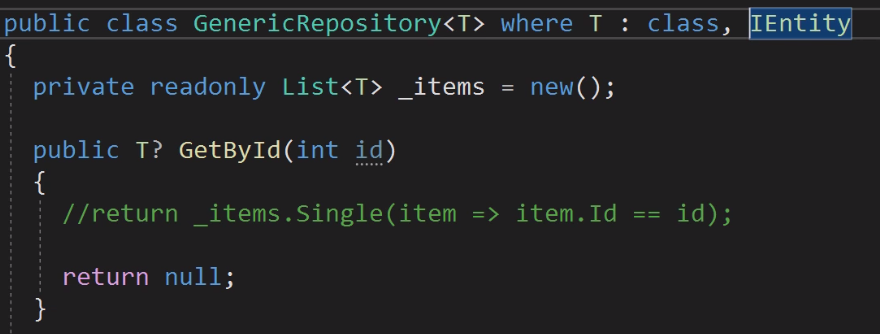 public class GenericRepository<T> where T : class, IEntity
{
private readonly List<T> _items = new();
public T? GetById(int id)
{
//return _items.Single(item => item.Id == id);
return null;
}